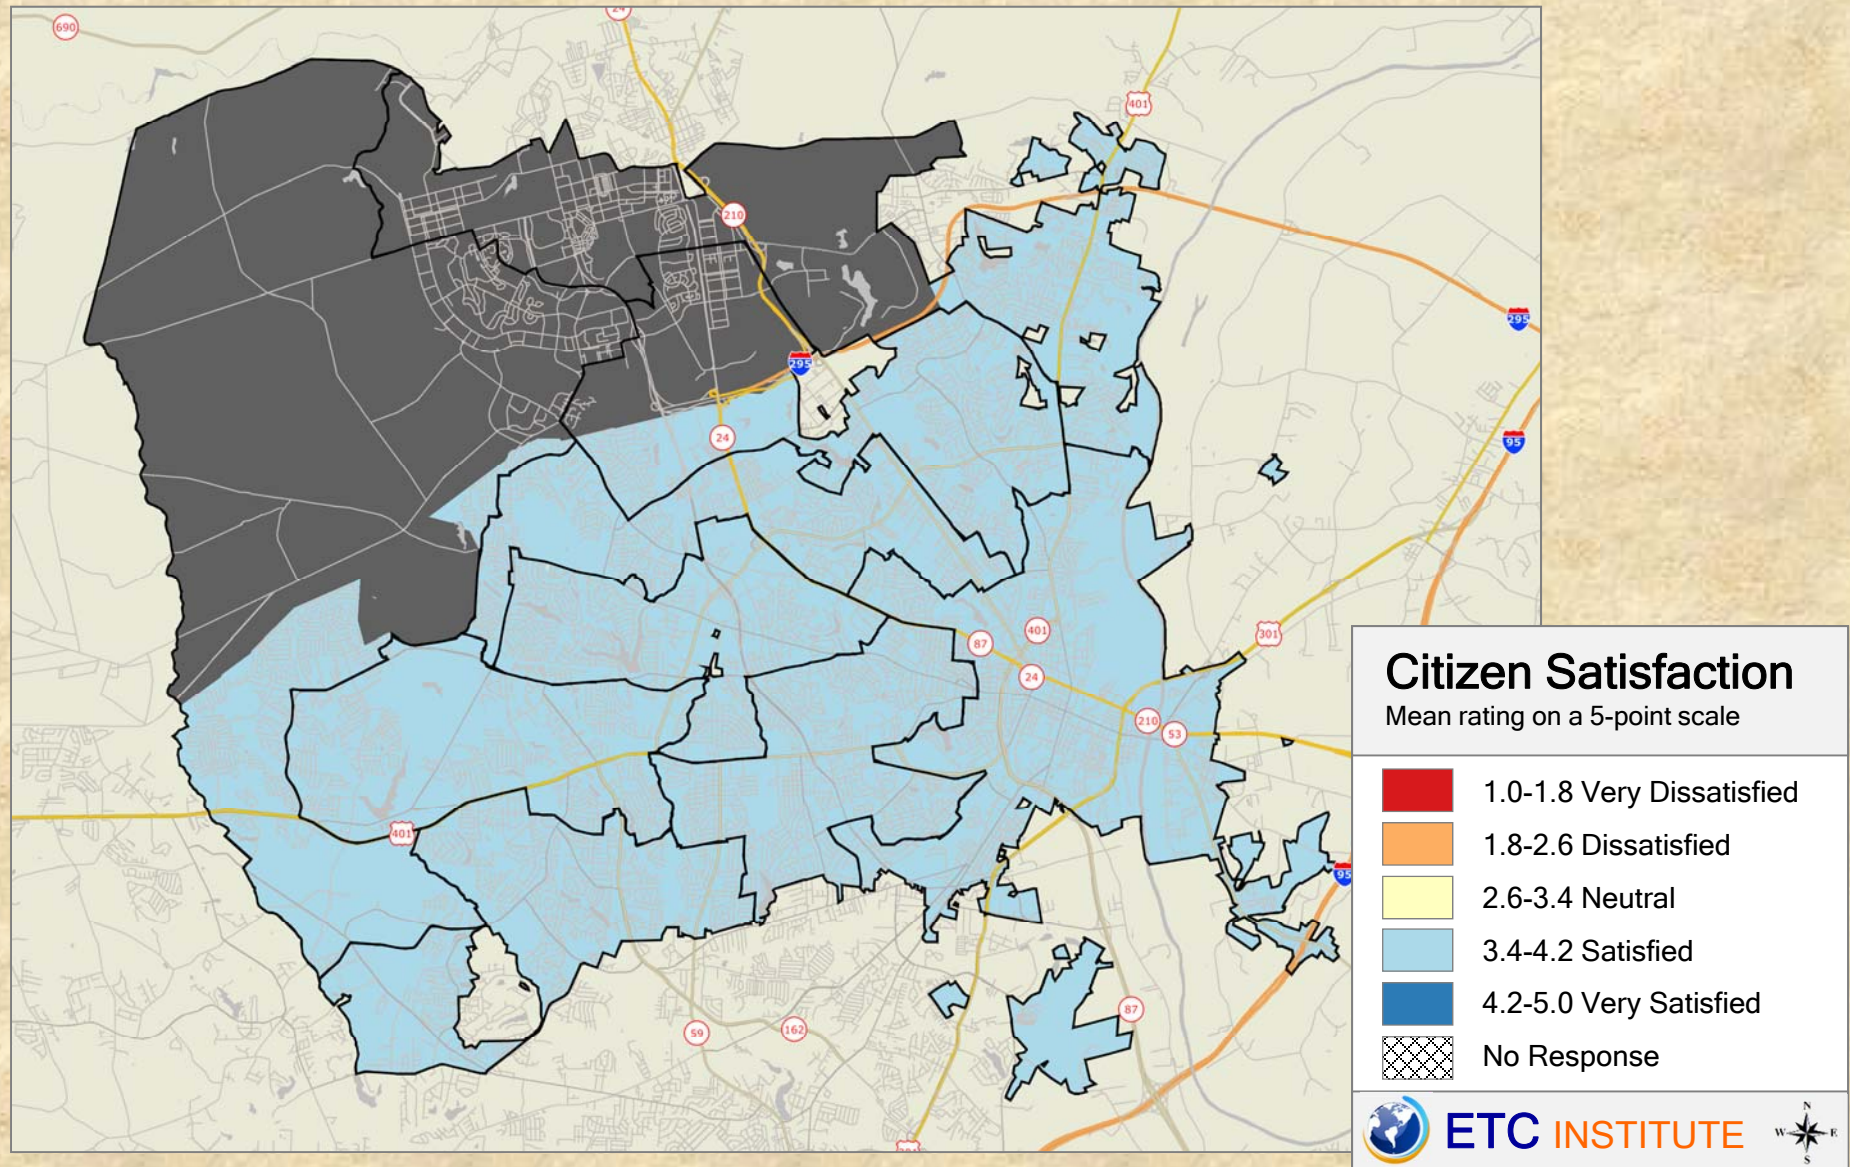 690
24
401
210
295
295
24
95
301
401
87
24
210
53
401
95
87
59
162
Citizen Satisfaction
Mean rating on a 5-point scale
1.0-1.8 Very Dissatisfied
1.8-2.6 Dissatisfied
2.6-3.4 Neutral
3.4-4.2 Satisfied
4.2-5.0 Very Satisfied
No Response
ETC INSTITUTE
N
W E
S